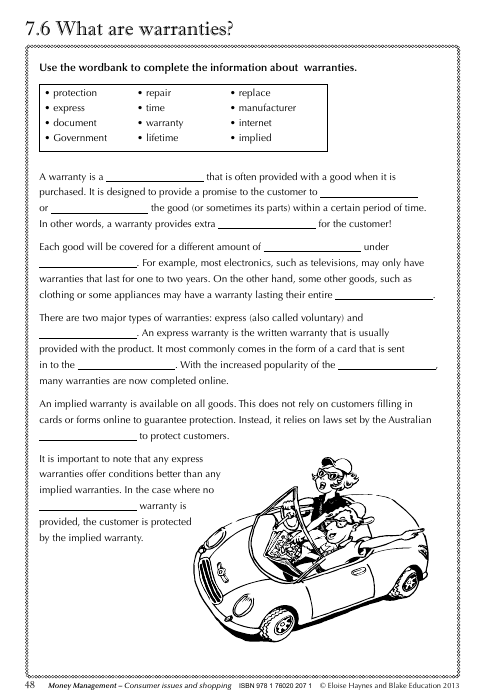 7.6 What are warranties?
Use the wordbank to complete the information about warranties.
• protection • repair • replace
• express • time • manufacturer
• document • warranty • internet
• Government • lifetime • implied
A warranty is a ____________________ that is often provided with a good when it is
purchased. It is designed to provide a promise to the customer to ____________________
or ____________________ the good (or sometimes its parts) within a certain period of time.
In other words, a warranty provides extra ____________________ for the customer!
Each good will be covered for a different amount of ____________________ under
____________________. For example, most electronics, such as televisions, may only have
warranties that last for one to two years. On the other hand, some other goods, such as
clothing or some appliances may have a warranty lasting their entire ____________________.
There are two major types of warranties: express (also called voluntary) and
____________________. An express warranty is the written warranty that is usually
provided with the product. It most commonly comes in the form of a card that is sent
in to the ____________________. With the increased popularity of the ____________________,
many warranties are now completed online.
An implied warranty is available on all goods. This does not rely on customers filling in
cards or forms online to guarantee protection. Instead, it relies on laws set by the Australian
____________________ to protect customers.
It is important to note that any express
warranties offer conditions better than any
implied warranties. In the case where no
____________________ warranty is
provided, the customer is protected
by the implied warranty.
48 Money Management – Consumer issues and shopping ISBN 978 1 76020 207 1 © Eloise Haynes and Blake Education 2013